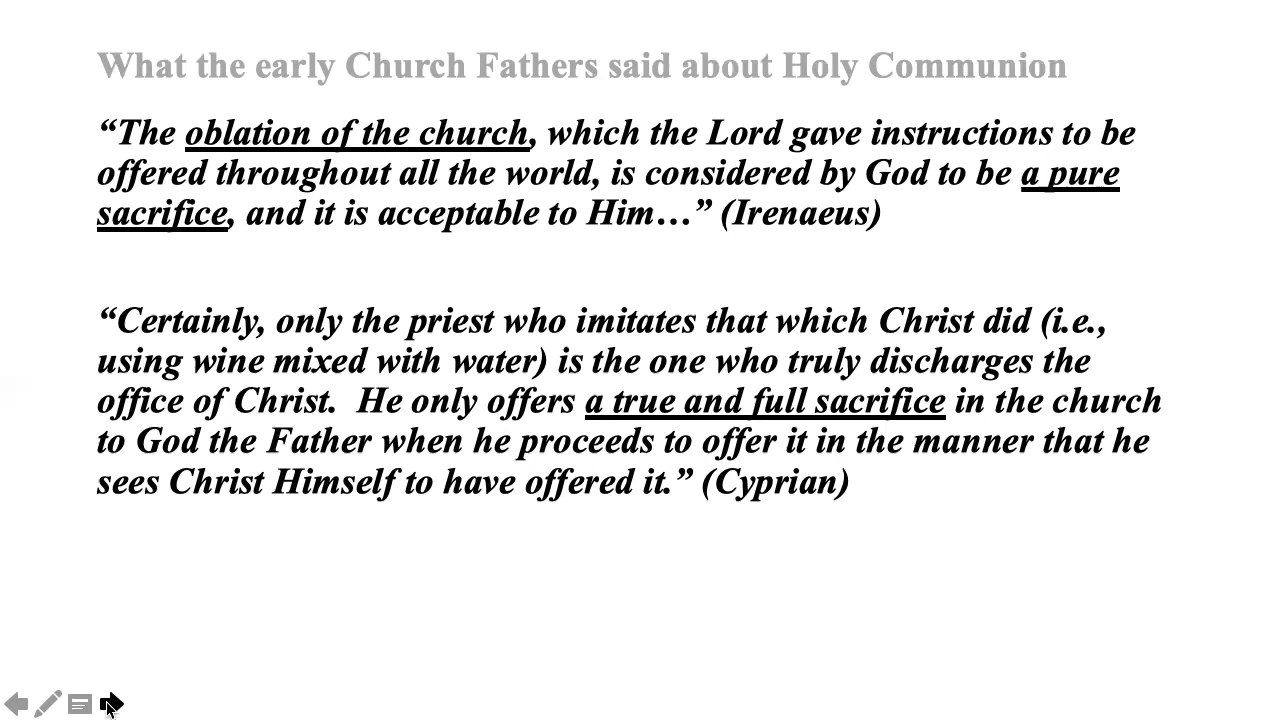 What the early Church Fathers said about Holy Communion
“The oblation of the church, which the Lord gave instructions to be
offered throughout all the world, is considered by God to be a pure
sacrifice, and it is acceptable to Him…” (Irenaeus)
“Certainly, only the priest who imitates that which Christ did (i.e.,
using wine mixed with water) is the one who truly discharges the
office of Christ.  He only offers a true and full sacrifice in the church
to God the Father when he proceeds to offer it in the manner that he
sees Christ Himself to have offered it.” (Cyprian)